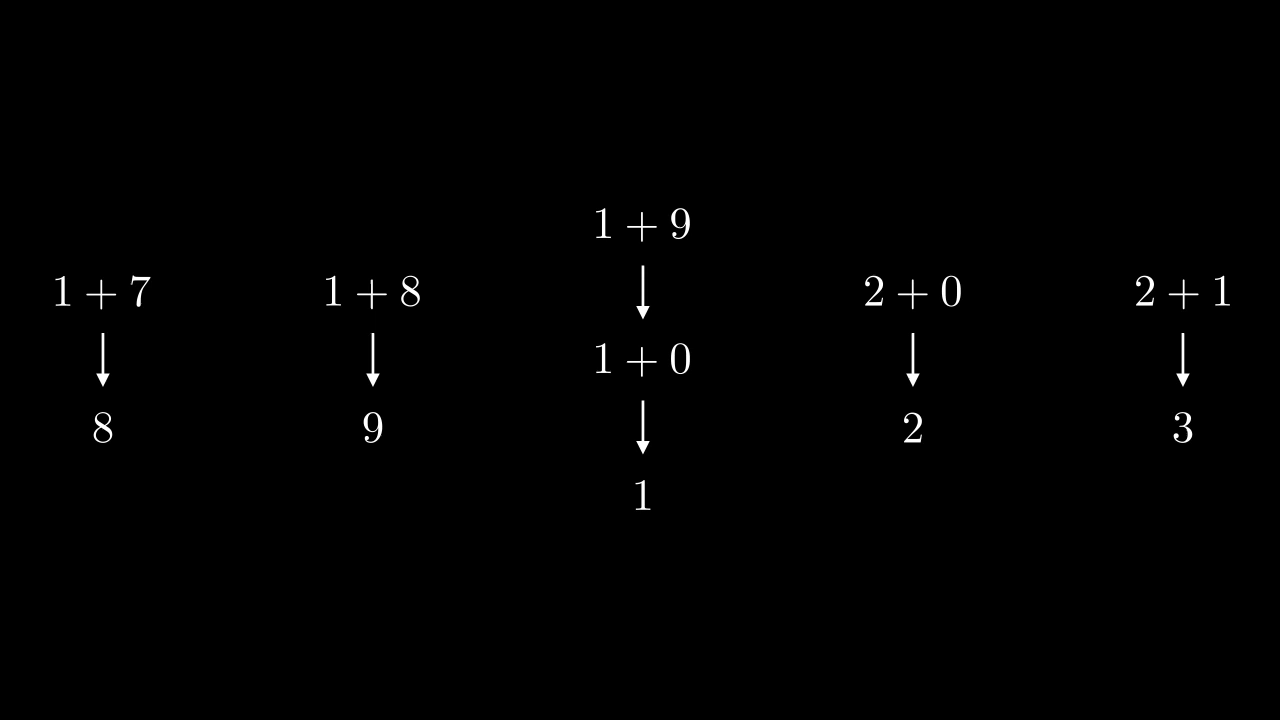 1 + 9
1 + 7 1 + 8 2 + 0 2 + 1
1 + 0
8 9 2 3
1